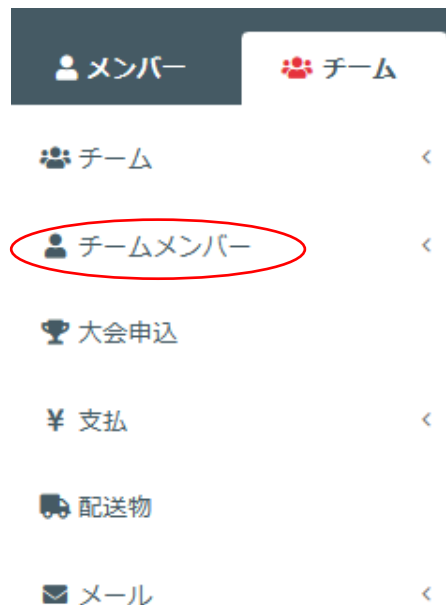 メンバー チーム
チーム
チームメンバー
大会申込
¥ 支払
配送物
メール